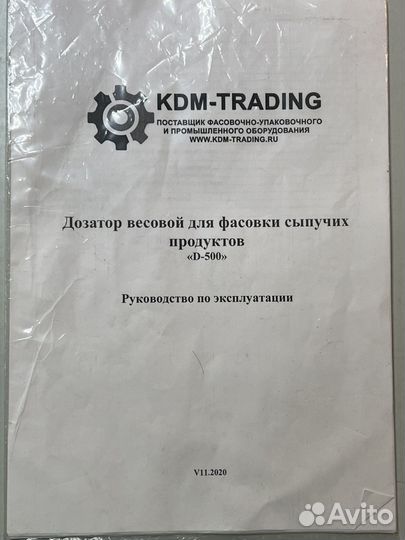 KDM-TRADING
ПОСТАВЩИК ФАСОВОЧНО-УПАКОВОЧНОГО
И ПРОМЫШЛЕННОГО ОБОРУДОВАНИЯ
WWW.KDM-TRADING.RU
Дозатор весовой для фасовки сыпучих
продуктов
«D-500»
Руководство по эксплуатации
V11.2020
Avito